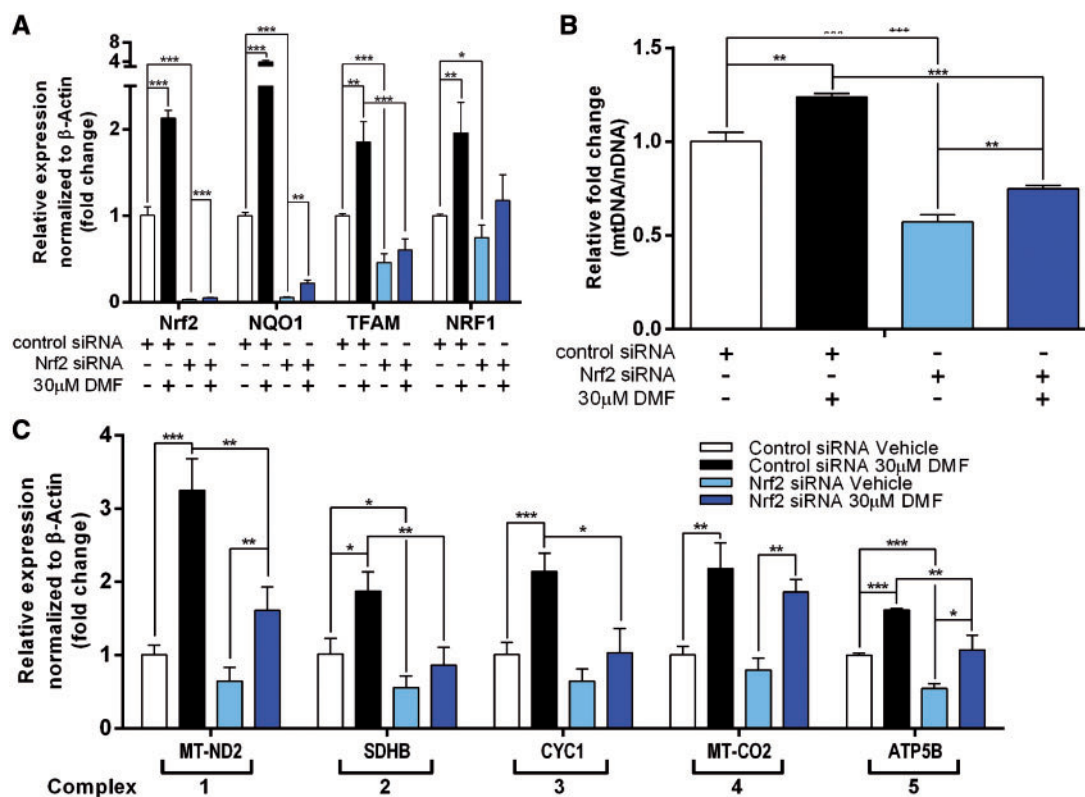 A
Relative expression
normalized to β-Actin
(fold change)
8
4
2
1
0
*** *** *** *
*** *** ** **
*** ** ***
Nrf2 NQO1 TFAM NRF1
control siRNA + + - - + + - - + + - - + + - -
Nrf2 siRNA - - + + - - + + - - + + - - + +
30μM DMF - + - + - + - + - + - + - + - +
B
Relative fold change
(mtDNA/nDNA)
1.5
1.0
0.5
0.0
*** ***
** ***
**
control siRNA + + - -
Nrf2 siRNA - - + +
30μM DMF - + - +
C
Relative expression
normalized to β-Actin
(fold change)
4
3
2
1
0
Control siRNA Vehicle
Control siRNA 30μM DMF
Nrf2 siRNA Vehicle
Nrf2 siRNA 30μM DMF
*** ** **
* * **
*** *
** **
*** *** ** *
MT-ND2 SDHB CYC1 MT-CO2 ATP5B
Complex 1 2 3 4 5